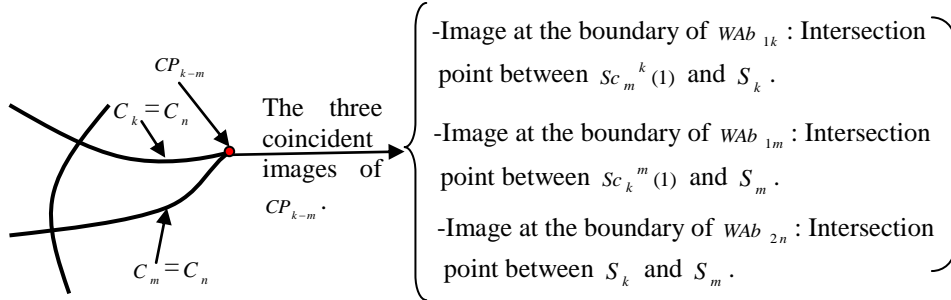 CP_{k-m}
C_k = C_n
C_m = C_n
The three
coincident
images of
CP_{k-m} .
-Image at the boundary of WAb_{1k} : Intersection
point between Sc_m^k (1) and S_k .
-Image at the boundary of WAb_{1m} : Intersection
point between Sc_k^m (1) and S_m .
-Image at the boundary of WAb_{2n} : Intersection
point between S_k and S_m .